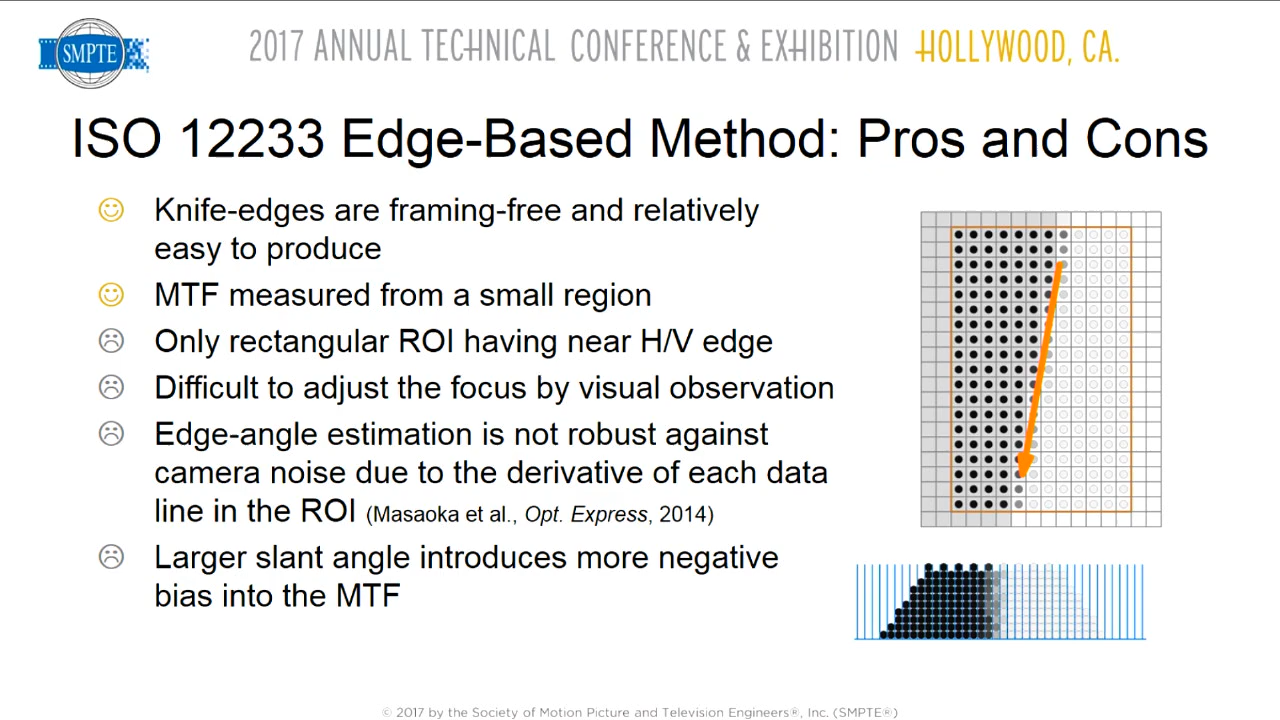 SMPTE
2017 ANNUAL TECHNICAL CONFERENCE & EXHIBITION HOLLYWOOD, CA.
ISO 12233 Edge-Based Method: Pros and Cons
Knife-edges are framing-free and relatively
easy to produce
MTF measured from a small region
Only rectangular ROI having near H/V edge
Difficult to adjust the focus by visual observation
Edge-angle estimation is not robust against
camera noise due to the derivative of each data
line in the ROI (Masaoka et al., Opt. Express, 2014)
Larger slant angle introduces more negative
bias into the MTF
© 2017 by the Society of Motion Picture and Television Engineers®, Inc. (SMPTE®)